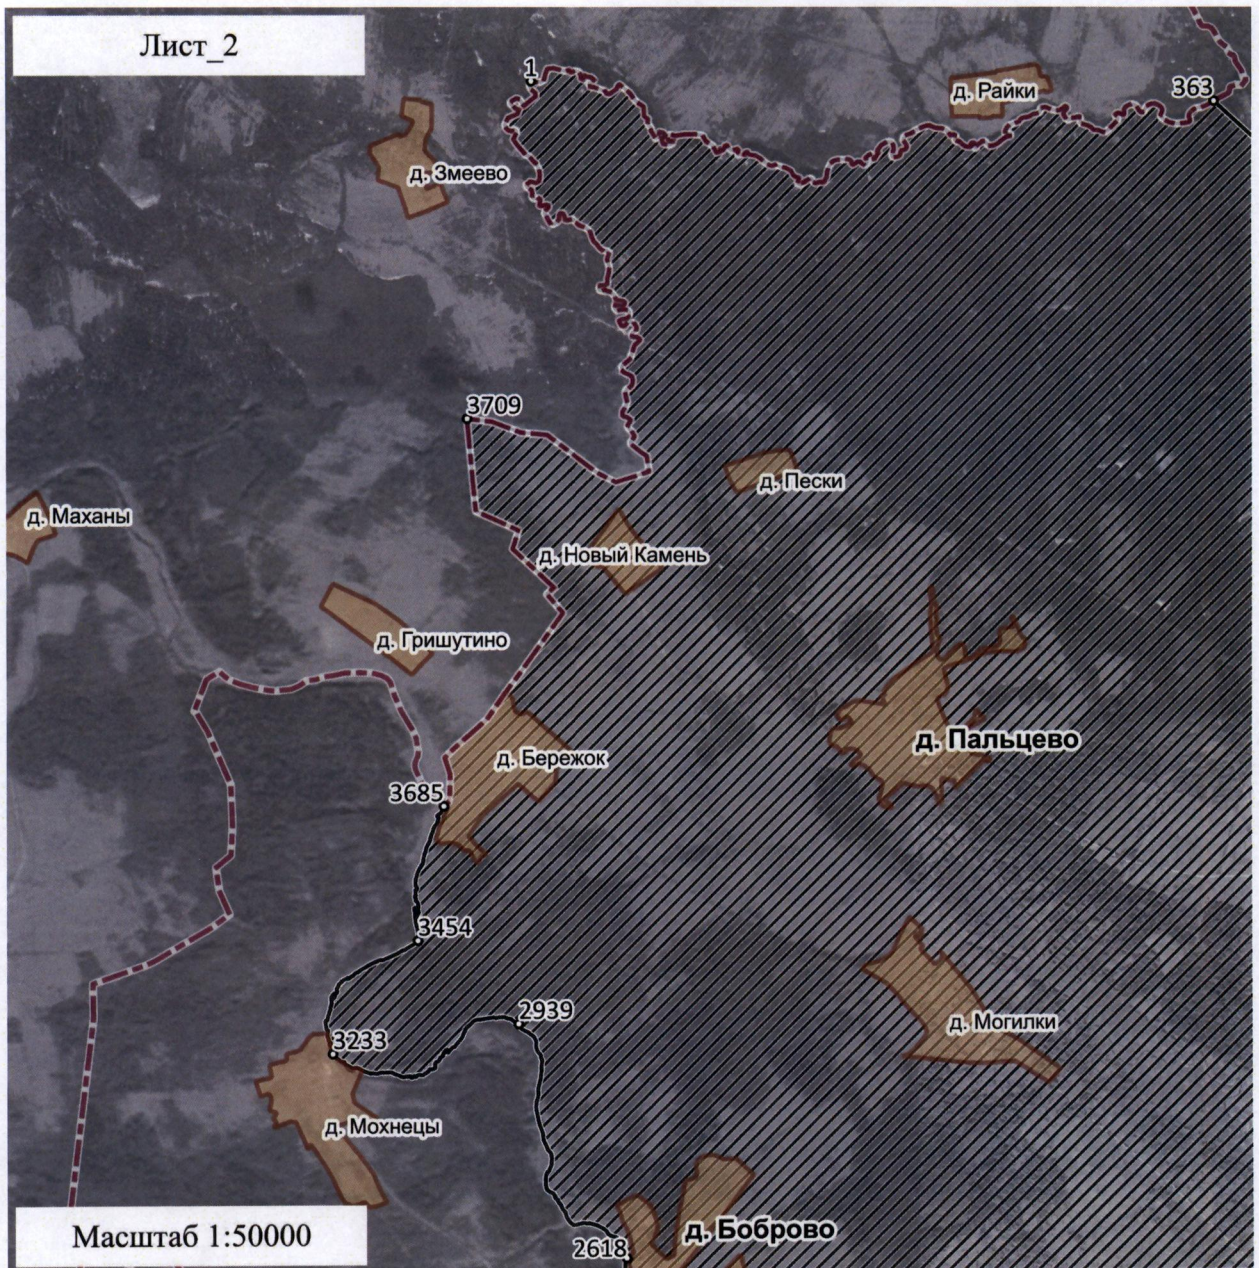 Лист_2
1
д. Райки
363
д. Змеево
3709
д. Пески
д. Маханы
д. Новый Камень
д. Гришутино
д. Пальцево
д. Бережок
3685
3454
2939
д. Могилки
3233
д. Мохнецы
Масштаб 1:50000
д. Боброво
2618